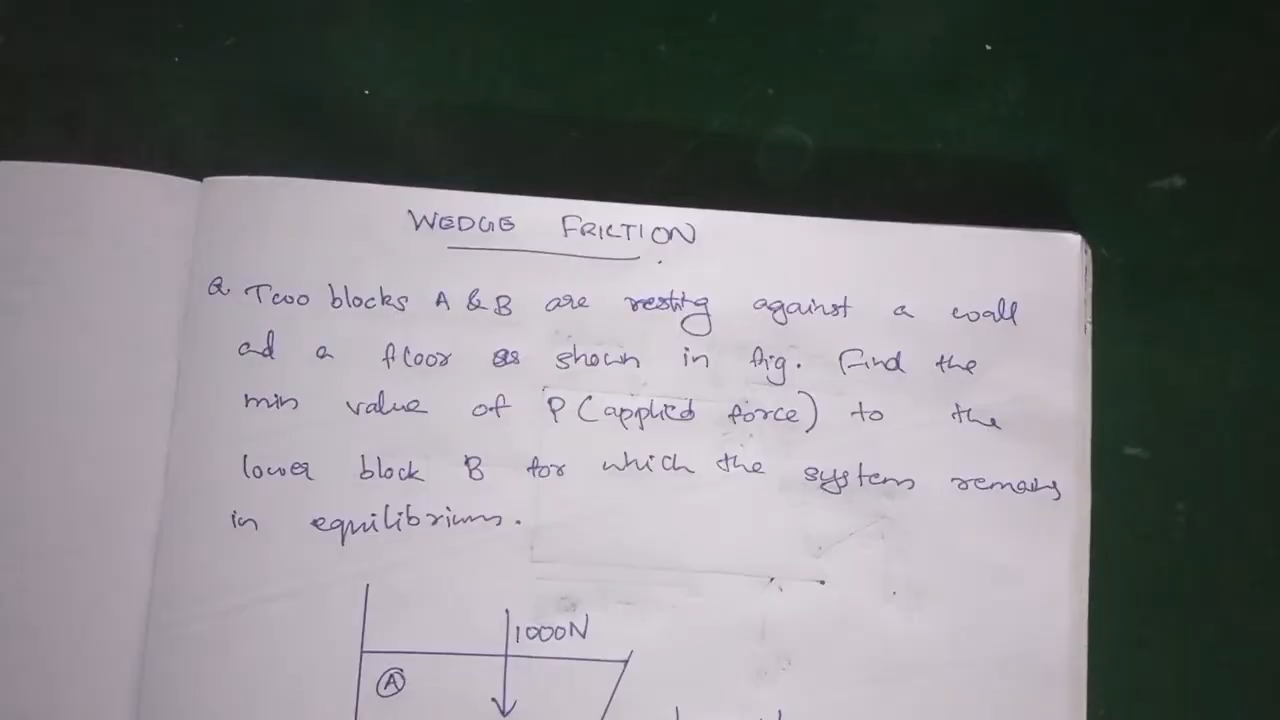 WEDGE FRICTION
Q Two blocks A & B are resting against a wall
and a floor as shown in fig. Find the
min value of P (applied force) to the
lower block B for which the system remains
in equilibrium.
1000N
A